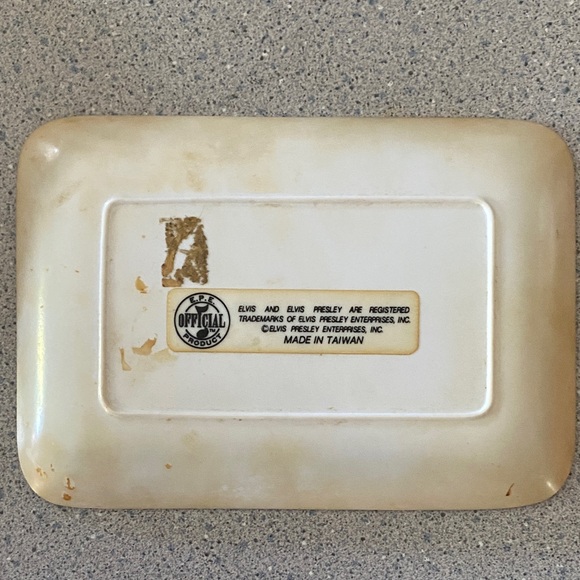 E.P.E.
OFFICIAL
TM
PRODUCT
ELVIS AND ELVIS PRESLEY ARE REGISTERED
TRADEMARKS OF ELVIS PRESLEY ENTERPRISES, INC.
©ELVIS PRESLEY ENTERPRISES, INC.
MADE IN TAIWAN